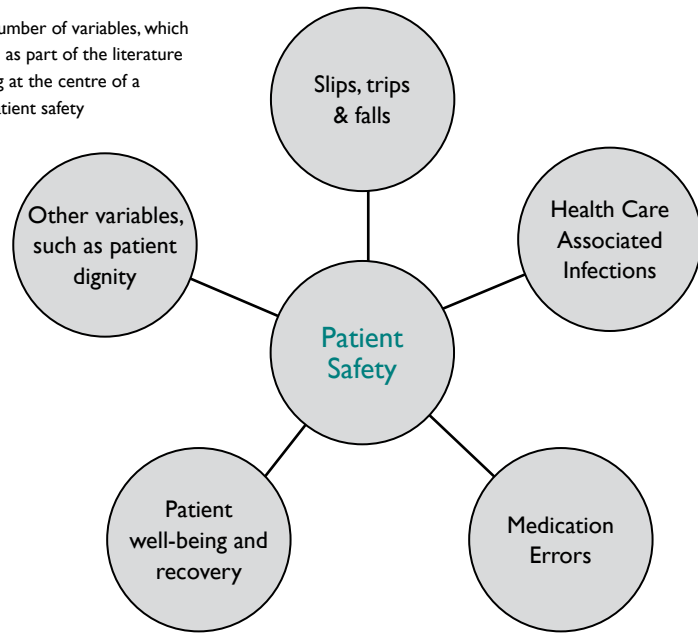 umber of variables, which
as part of the literature
g at the centre of a
atient safety
Slips, trips
& falls
Other variables,
such as patient
dignity
Health Care
Associated
Infections
Patient
Safety
Patient
well-being and
recovery
Medication
Errors